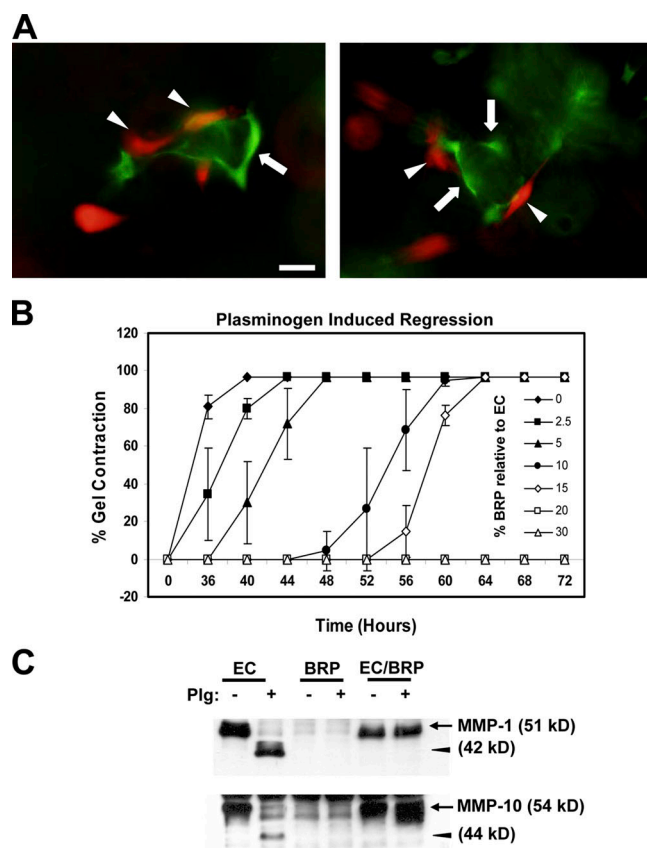 A
B
Plasminogen Induced Regression
120
100
80
60
40
20
0
-20
% Gel Contraction
0 36 40 44 48 52 56 60 64 68 72
Time (Hours)
% BRP relative to EC
0
2.5
5
10
15
20
30
C
EC BRP EC/BRP
Plg: - + - + - +
MMP-1 (51 kD)
(42 kD)
MMP-10 (54 kD)
(44 kD)